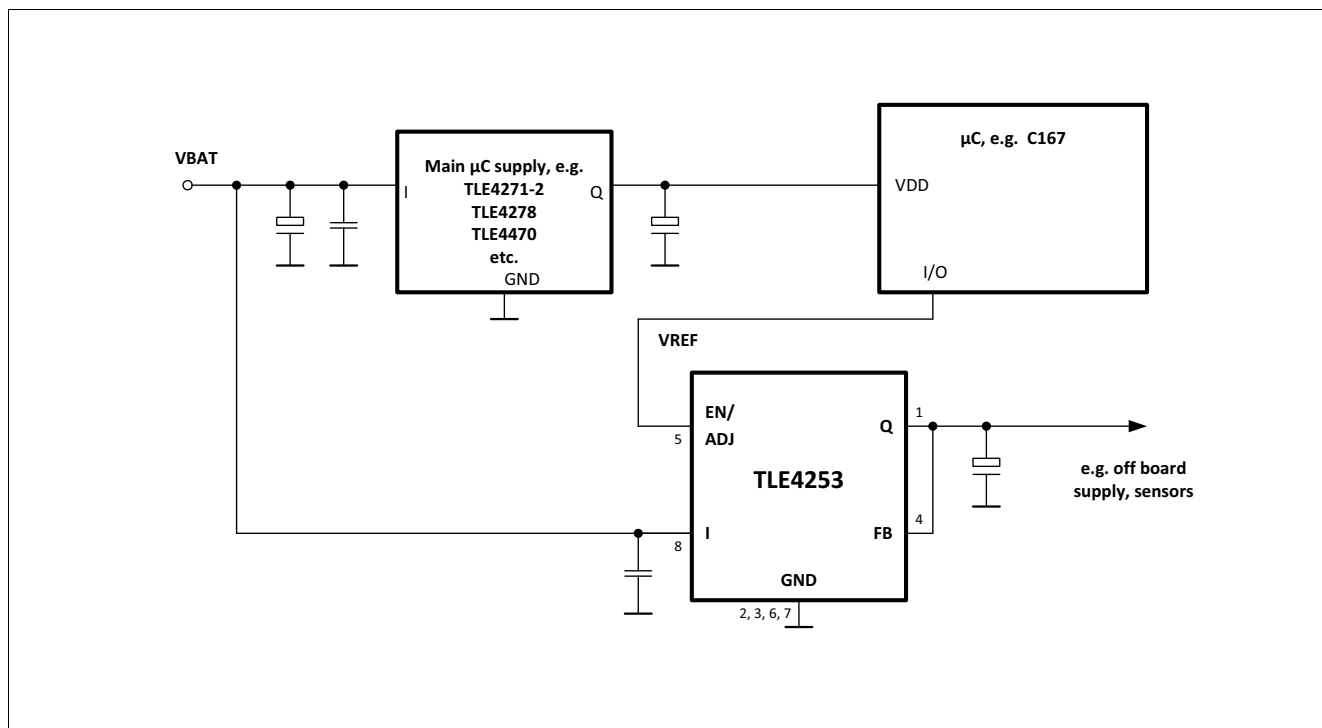 VBAT
Main µC supply, e.g.
TLE4271-2
TLE4278
TLE4470
etc.
I
Q
GND
µC, e.g. C167
VDD
I/O
VREF
EN/
ADJ
5
TLE4253
Q
1
FB
4
I
8
GND
2, 3, 6, 7
e.g. off board
supply, sensors